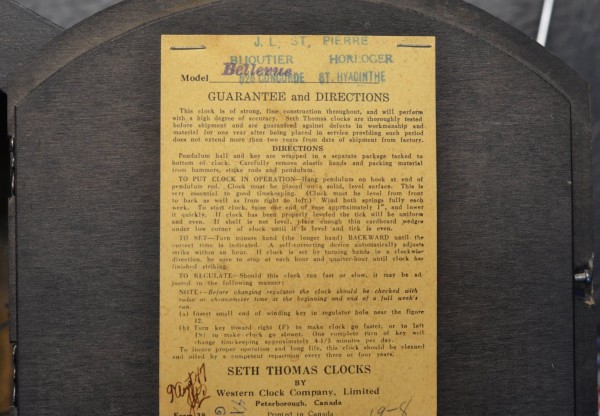 J. L. ST. PIERRE
BIJOUTIER HORLOGER
Model Bellevue 624 CONCORDE ST. HYACINTHE
GUARANTEE and DIRECTIONS
This clock is of strong, fine construction throughout, and will perform
with a high degree of accuracy. Seth Thomas clocks are thoroughly tested
before shipment and are guaranteed against defects in workmanship and
material for one year after being placed in service providing such period
does not extend more than two years from date of shipment from factory.
DIRECTIONS
Pendulum ball and key are wrapped in a separate package tacked to
bottom of clock. Carefully remove elastic bands and packing material
from hammers, strike rods and pendulum.
TO PUT CLOCK IN OPERATION—Hang pendulum on hook at end of
pendulum rod. Clock must be placed on a solid, level surface. This is
very essential to good timekeeping. (Clock must be level from front
to back as well as from right to left.) Wind both springs fully each
week. To start clock, raise one end of case approximately 1", and lower
it quickly. If clock has been properly leveled the tick will be uniform
and even. If shelf is not level, place enough thin cardboard wedges
under low corner of clock until it is level and tick is even.
TO SET—Turn minute hand (the longer hand) BACKWARD until the
correct time is indicated. A self-correcting device automatically adjusts
strike within an hour. If clock is set by turning hands in a clockwise
direction, be sure to stop at each hour and quarter-hour until clock has
finished striking.
TO REGULATE—Should this clock run fast or slow, it may be ad-
justed in the following manner:
NOTE:—Before changing regulator the clock should be checked with
radio or chronometer time at the beginning and end of a full week's
run.
(a) Insert small end of winding key in regulator hole near the figure
12.
(b) Turn key toward right (F) to make clock go faster, or to left
(S) to make clock go slower. One complete turn of key will
change timekeeping approximately 4-1/2 minutes per day.
To insure proper operation and long life, this clock should be cleaned
and oiled by a competent repairman every three or four years.
SETH THOMAS CLOCKS
BY
Western Clock Company, Limited
Peterborough, Canada
Printed in Canada
19-8